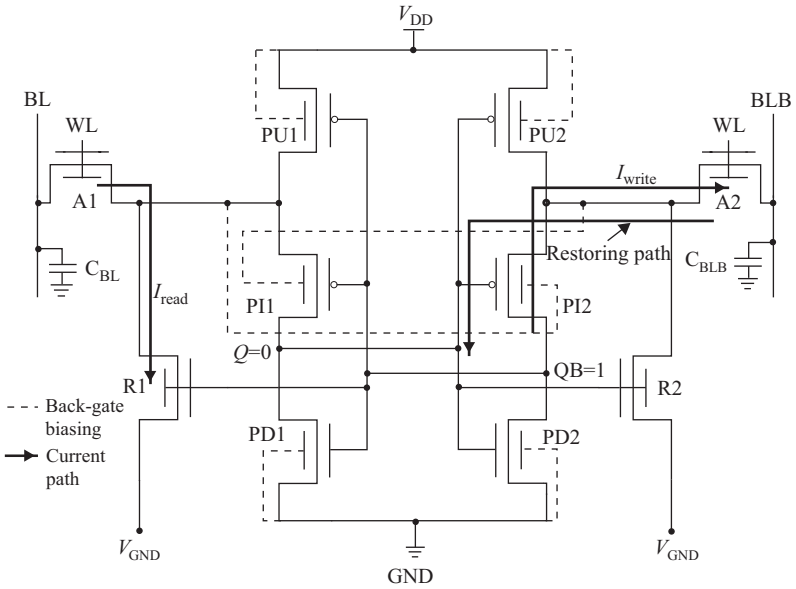 V_DD
BL
BLB
WL
WL
PU1
PU2
I_write
A1
A2
Restoring path
C_BL
C_BLB
I_read
PI1
PI2
Q=0
QB=1
R1
R2
Back-gate
biasing
Current
path
PD1
PD2
V_GND
V_GND
GND